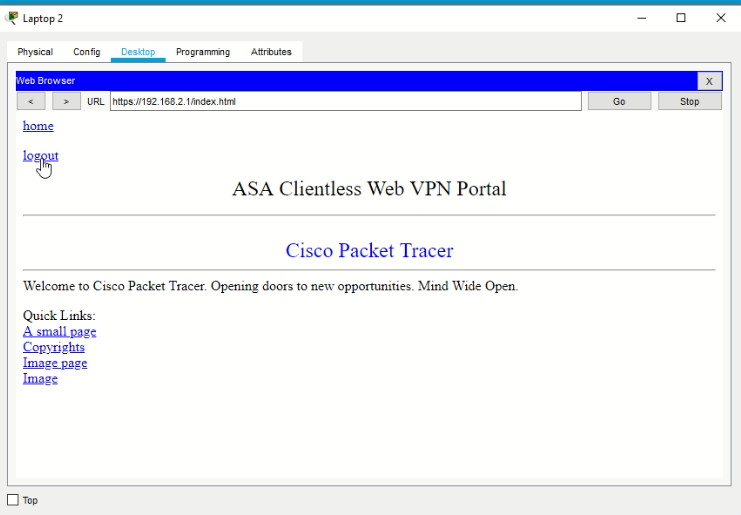 Laptop 2
Physical Config Desktop Programming Attributes
Web Browser X
< > URL https://192.168.2.1/index.html Go Stop
home
logout
ASA Clientless Web VPN Portal
Cisco Packet Tracer
Welcome to Cisco Packet Tracer. Opening doors to new opportunities. Mind Wide Open.
Quick Links:
A small page
Copyrights
Image page
Image
Top